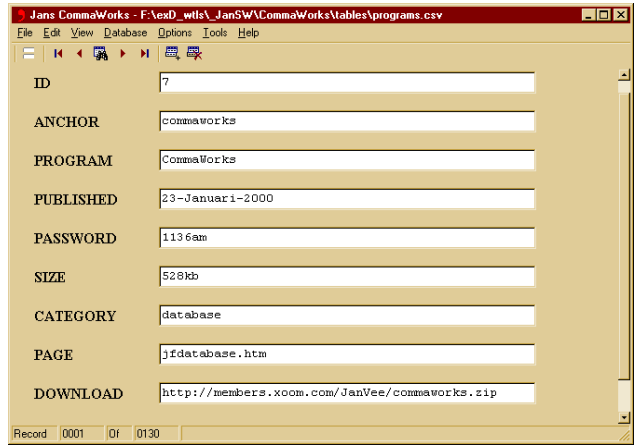 Jans CommaWorks - F:\exD_wtls\_JanSW\CommaWorks\tables\programs.csv
File Edit View Database Options Tools Help
ID 7
ANCHOR commaworks
PROGRAM CommaWorks
PUBLISHED 23-Januari-2000
PASSWORD 1136am
SIZE 528kb
CATEGORY database
PAGE jfdatabase.htm
DOWNLOAD http://members.xoom.com/JanVee/commaworks.zip
Record 0001 Of 0130